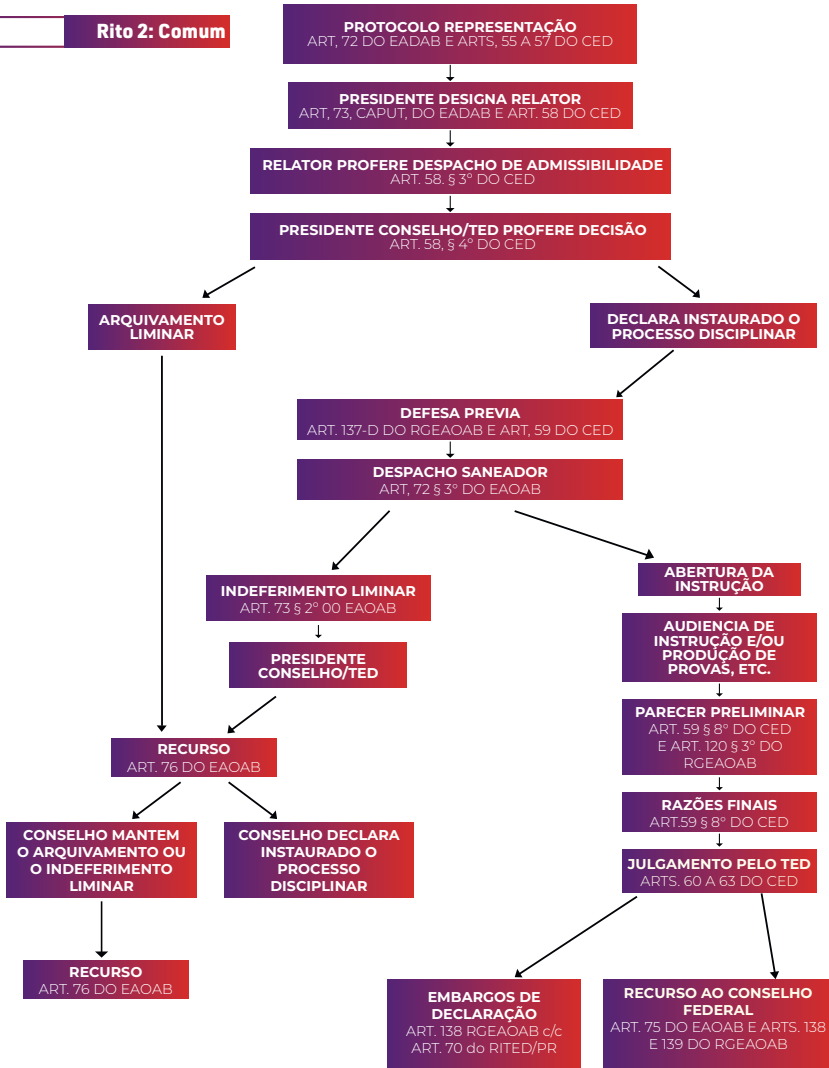 Rito 2: Comum
PROTOCOLO REPRESENTAÇÃO
ART, 72 DO EADAB E ARTS, 55 A 57 DO CED
PRESIDENTE DESIGNA RELATOR
ART, 73, CAPUT, DO EADAB E ART. 58 DO CED
RELATOR PROFERE DESPACHO DE ADMISSIBILIDADE
ART. 58. § 3° DO CED
PRESIDENTE CONSELHO/TED PROFERE DECISÃO
ART. 58, § 4° DO CED
ARQUIVAMENTO
LIMINAR
DECLARA INSTAURADO O
PROCESSO DISCIPLINAR
DEFESA PREVIA
ART. 137-D DO RGEAOAB E ART, 59 DO CED
DESPACHO SANEADOR
ART, 72 § 3° DO EAOAB
INDEFERIMENTO LIMINAR
ART. 73 § 2° 00 EAOAB
PRESIDENTE
CONSELHO/TED
RECURSO
ART. 76 DO EAOAB
CONSELHO MANTEM
O ARQUIVAMENTO OU
O INDEFERIMENTO
LIMINAR
CONSELHO DECLARA
INSTAURADO O
PROCESSO
DISCIPLINAR
RECURSO
ART. 76 DO EAOAB
ABERTURA DA
INSTRUÇÃO
AUDIENCIA DE
INSTRUÇÃO E/OU
PRODUÇÃO DE
PROVAS, ETC.
PARECER PRELIMINAR
ART. 59 § 8° DO CED
E ART. 120 § 3° DO
RGEAOAB
RAZÕES FINAIS
ART.59 § 8° DO CED
JULGAMENTO PELO TED
ARTS. 60 A 63 DO CED
EMBARGOS DE
DECLARAÇÃO
ART. 138 RGEAOAB c/c
ART. 70 do RITED/PR
RECURSO AO CONSELHO
FEDERAL
ART. 75 DO EAOAB E ARTS. 138
E 139 DO RGEAOAB